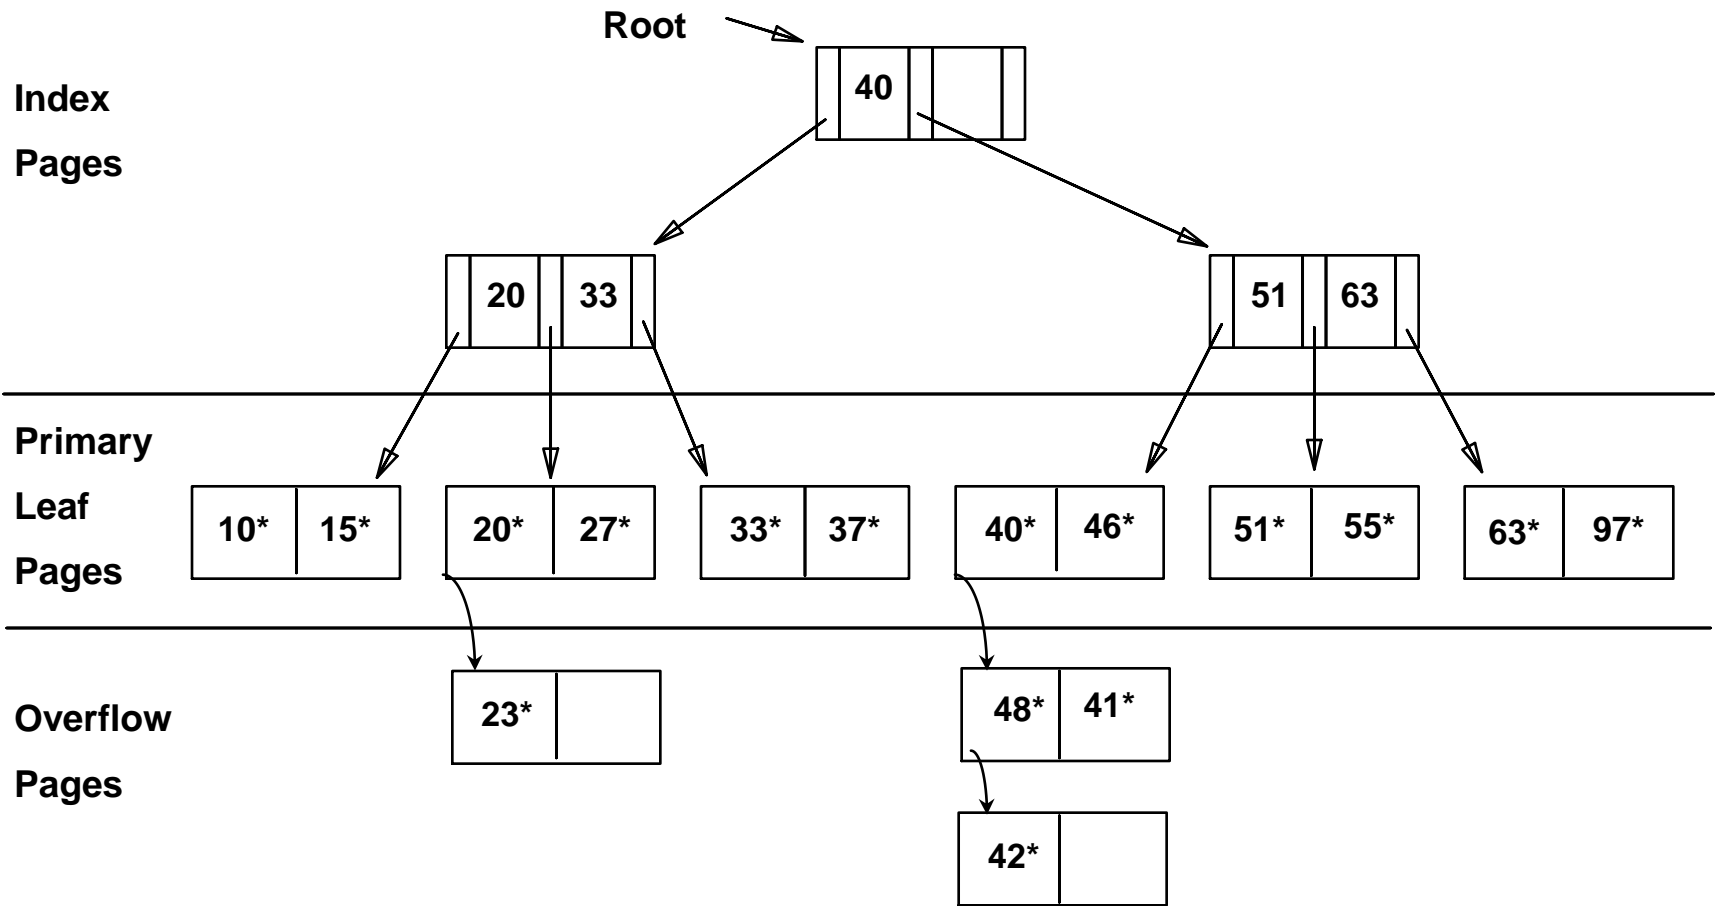 Root
Index
Pages
40
20 33
51 63
Primary
Leaf
Pages
10* 15*
20* 27*
33* 37*
40* 46*
51* 55*
63* 97*
Overflow
Pages
23*
48* 41*
42*